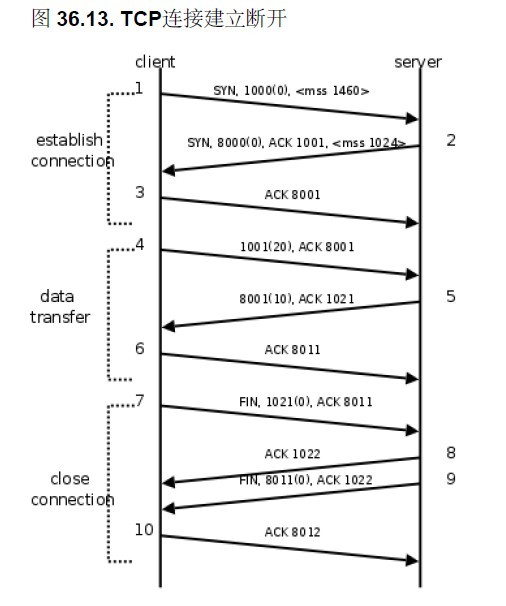 图 36.13. TCP连接建立断开
client
server
1
SYN, 1000(0), <mss 1460>
establish
connection
SYN, 8000(0), ACK 1001, <mss 1024>
2
3
ACK 8001
4
1001(20), ACK 8001
data
transfer
8001(10), ACK 1021
5
6
ACK 8011
7
FIN, 1021(0), ACK 8011
ACK 1022
8
close
connection
FIN, 8011(0), ACK 1022
9
10
ACK 8012